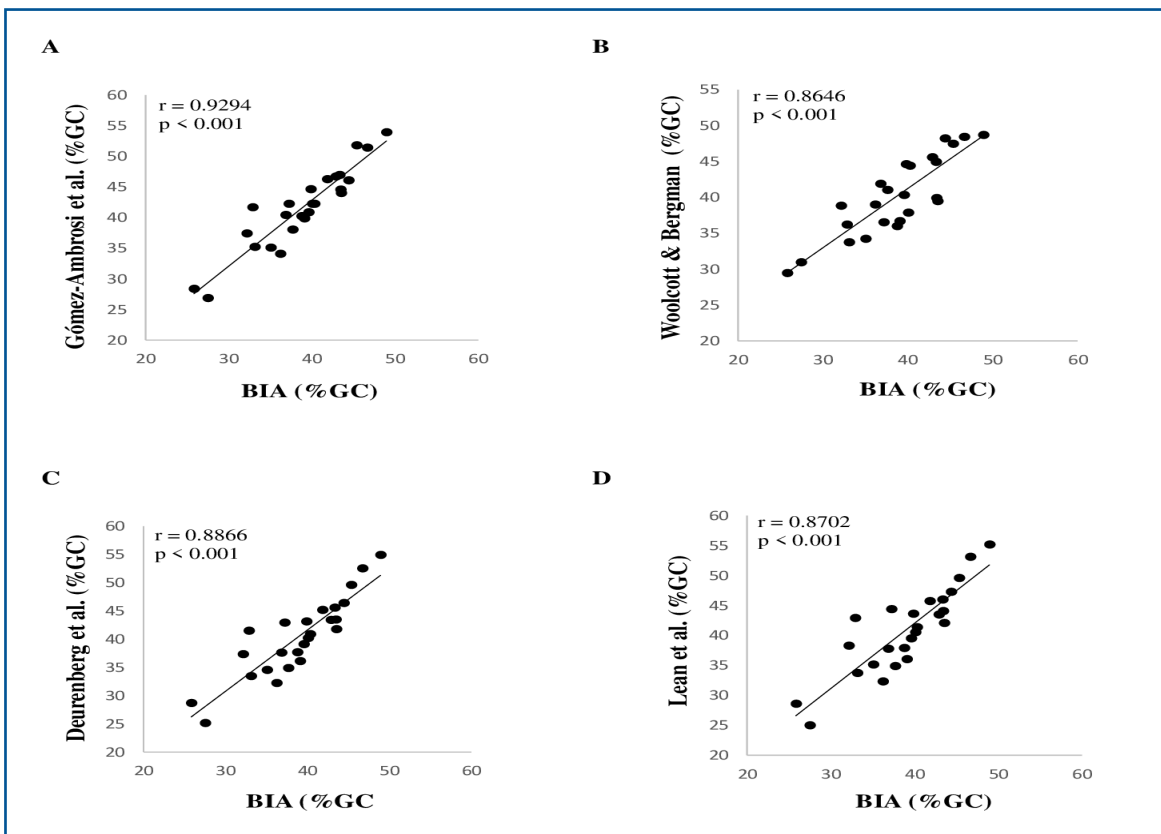 A
r = 0.9294
p < 0.001
Gómez-Ambrosi et al. (%GC)
60
55
50
45
40
35
30
25
20
20 30 40 50 60
BIA (%GC)
B
r = 0.8646
p < 0.001
Woolcott & Bergman (%GC)
55
50
45
40
35
30
25
20
20 30 40 50 60
BIA (%GC)
C
r = 0.8866
p < 0.001
Deurenberg et al. (%GC)
60
55
50
45
40
35
30
25
20
20 30 40 50 60
BIA (%GC
D
r = 0.8702
p < 0.001
Lean et al. (%GC)
60
55
50
45
40
35
30
25
20
20 30 40 50 60
BIA (%GC)